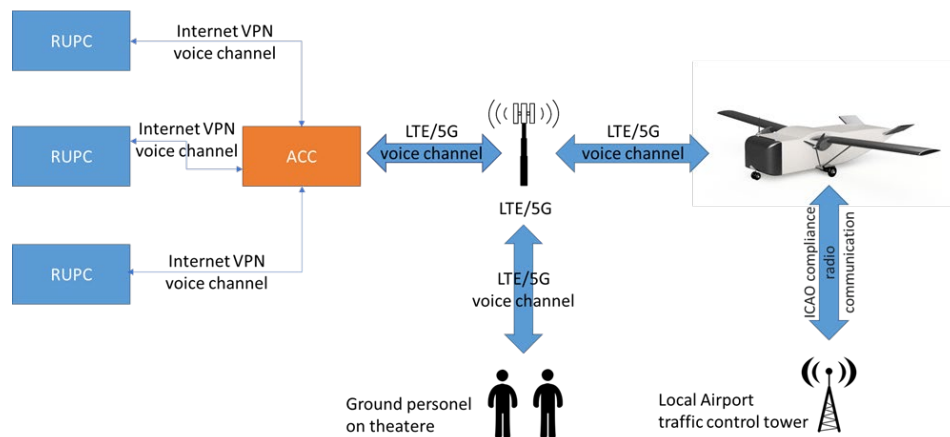 RUPC
Internet VPN
voice channel
RUPC
Internet VPN
voice channel
ACC
LTE/5G
voice channel
LTE/5G
voice channel
LTE/5G
RUPC
Internet VPN
voice channel
LTE/5G
voice channel
ICAO compliance
radio
communication
Ground personel
on theatere
Local Airport
traffic control tower